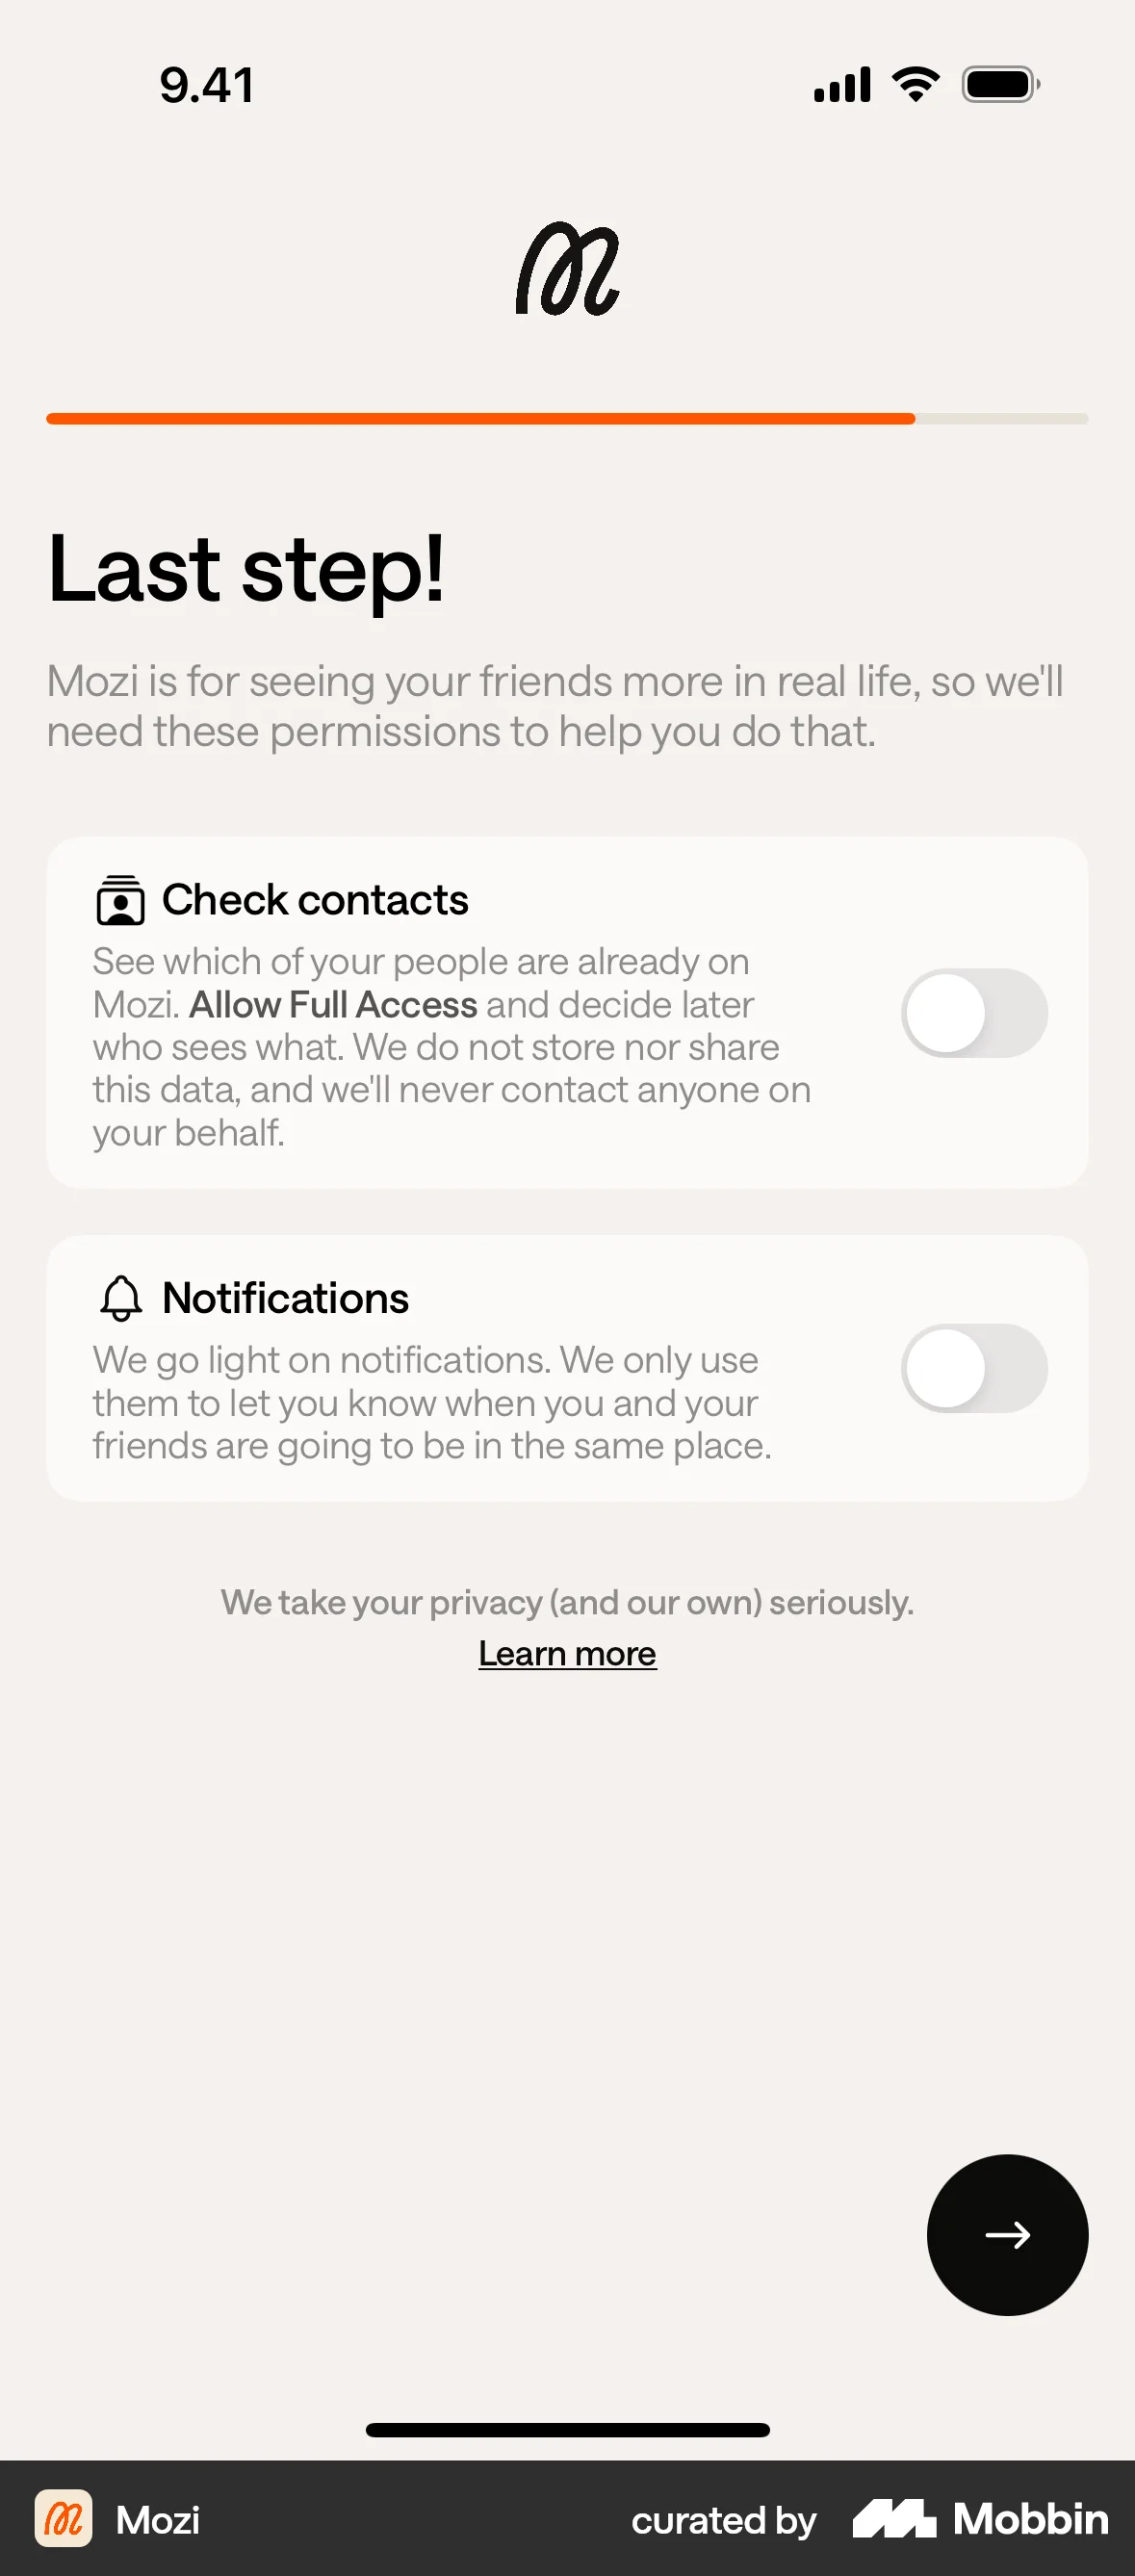 9.41
Last step!
Mozi is for seeing your friends more in real life, so we'll
need these permissions to help you do that.
Check contacts
See which of your people are already on
Mozi. Allow Full Access and decide later
who sees what. We do not store nor share
this data, and we'll never contact anyone on
your behalf.
Notifications
We go light on notifications. We only use
them to let you know when you and your
friends are going to be in the same place.
We take your privacy (and our own) seriously.
Learn more
Mozi
curated by Mobbin